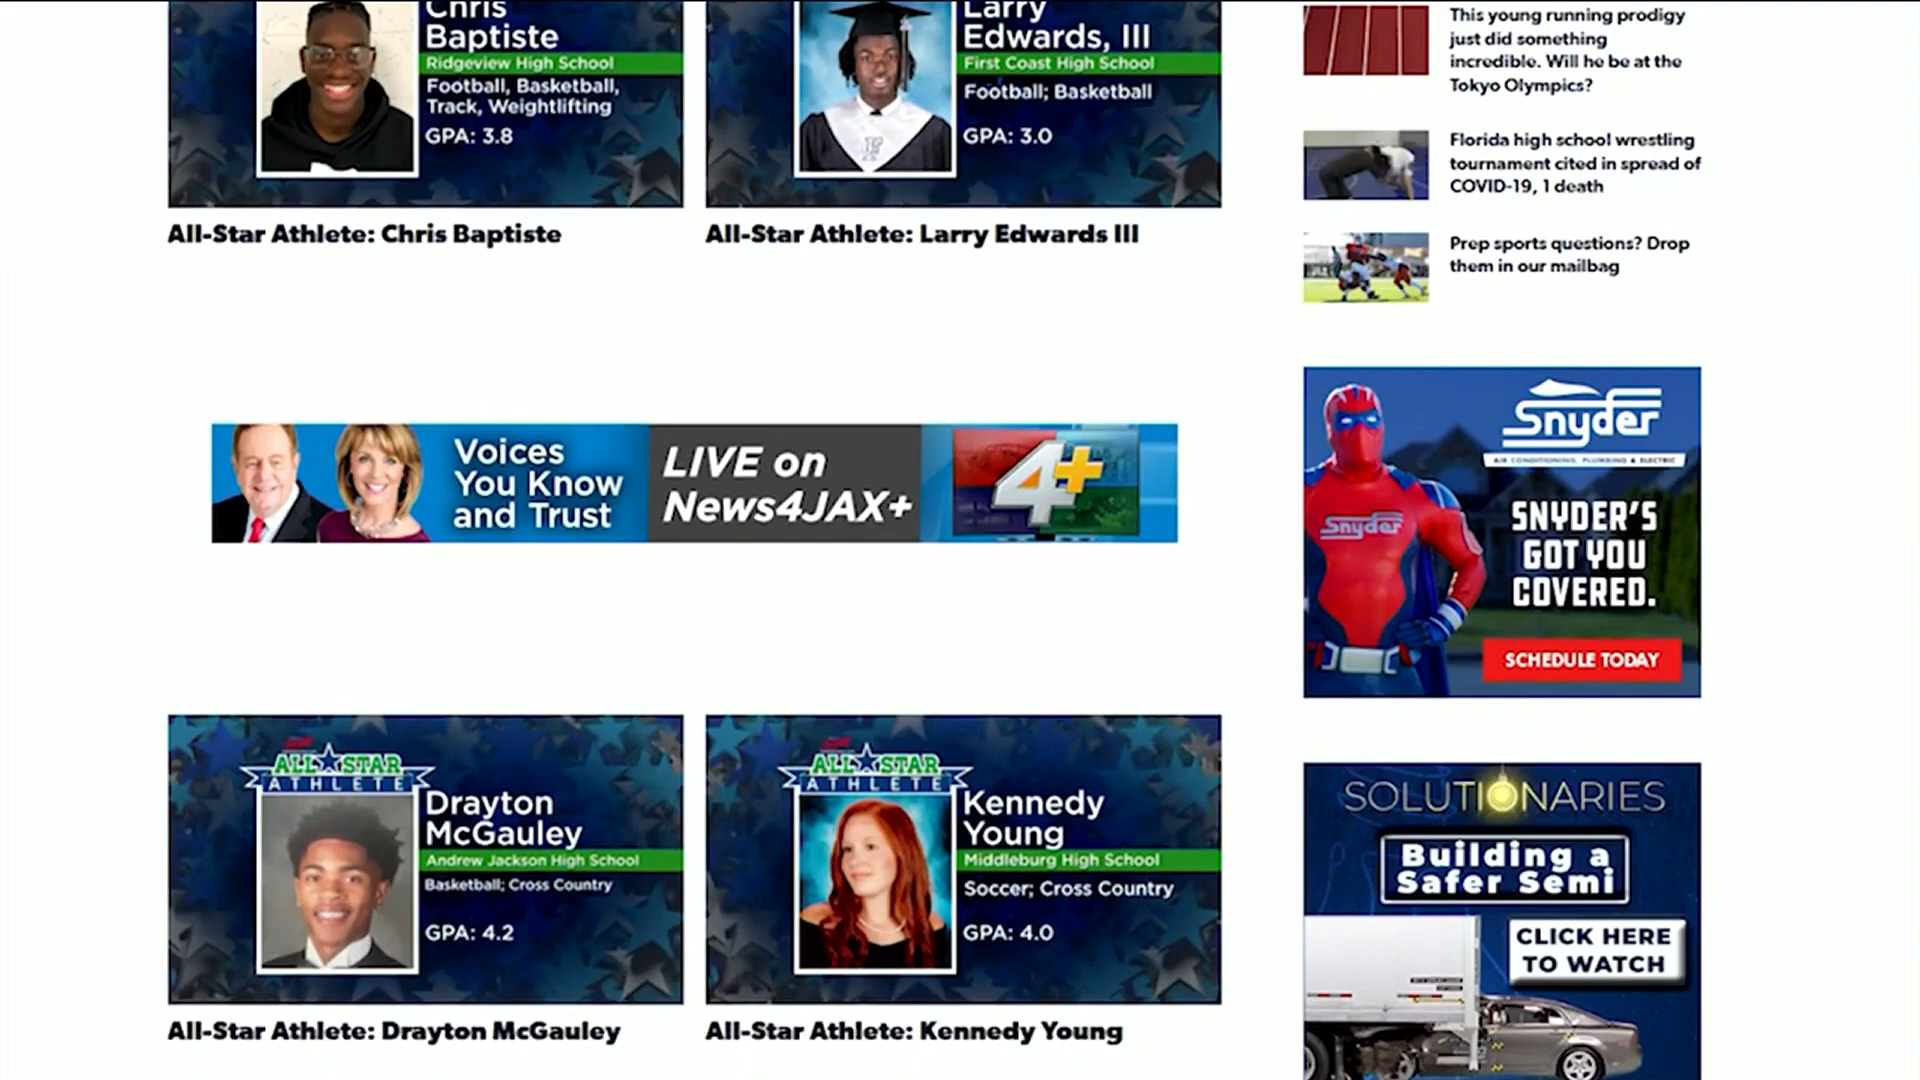 Chris
Baptiste
Ridgeview High School
Football, Basketball,
Track, Weightlifting
GPA: 3.8
All-Star Athlete: Chris Baptiste
Larry
Edwards, III
First Coast High School
Football; Basketball
GPA: 3.0
All-Star Athlete: Larry Edwards III
This young running prodigy
just did something
incredible. Will he be at the
Tokyo Olympics?
Florida high school wrestling
tournament cited in spread of
COVID-19, 1 death
Prep sports questions? Drop
them in our mailbag
Voices
You Know
and Trust
LIVE on
News4JAX+
4+
Snyder
AIR CONDITIONING, PLUMBING & ELECTRIC
Snyder
SNYDER'S
GOT YOU
COVERED.
SCHEDULE TODAY
ALL STAR
ATHLETE
Drayton
McGauley
Andrew Jackson High School
Basketball; Cross Country
GPA: 4.2
All-Star Athlete: Drayton McGauley
ALL STAR
ATHLETE
Kennedy
Young
Middleburg High School
Soccer; Cross Country
GPA: 4.0
All-Star Athlete: Kennedy Young
SOLUTIONARIES
Building a
Safer Semi
CLICK HERE
TO WATCH